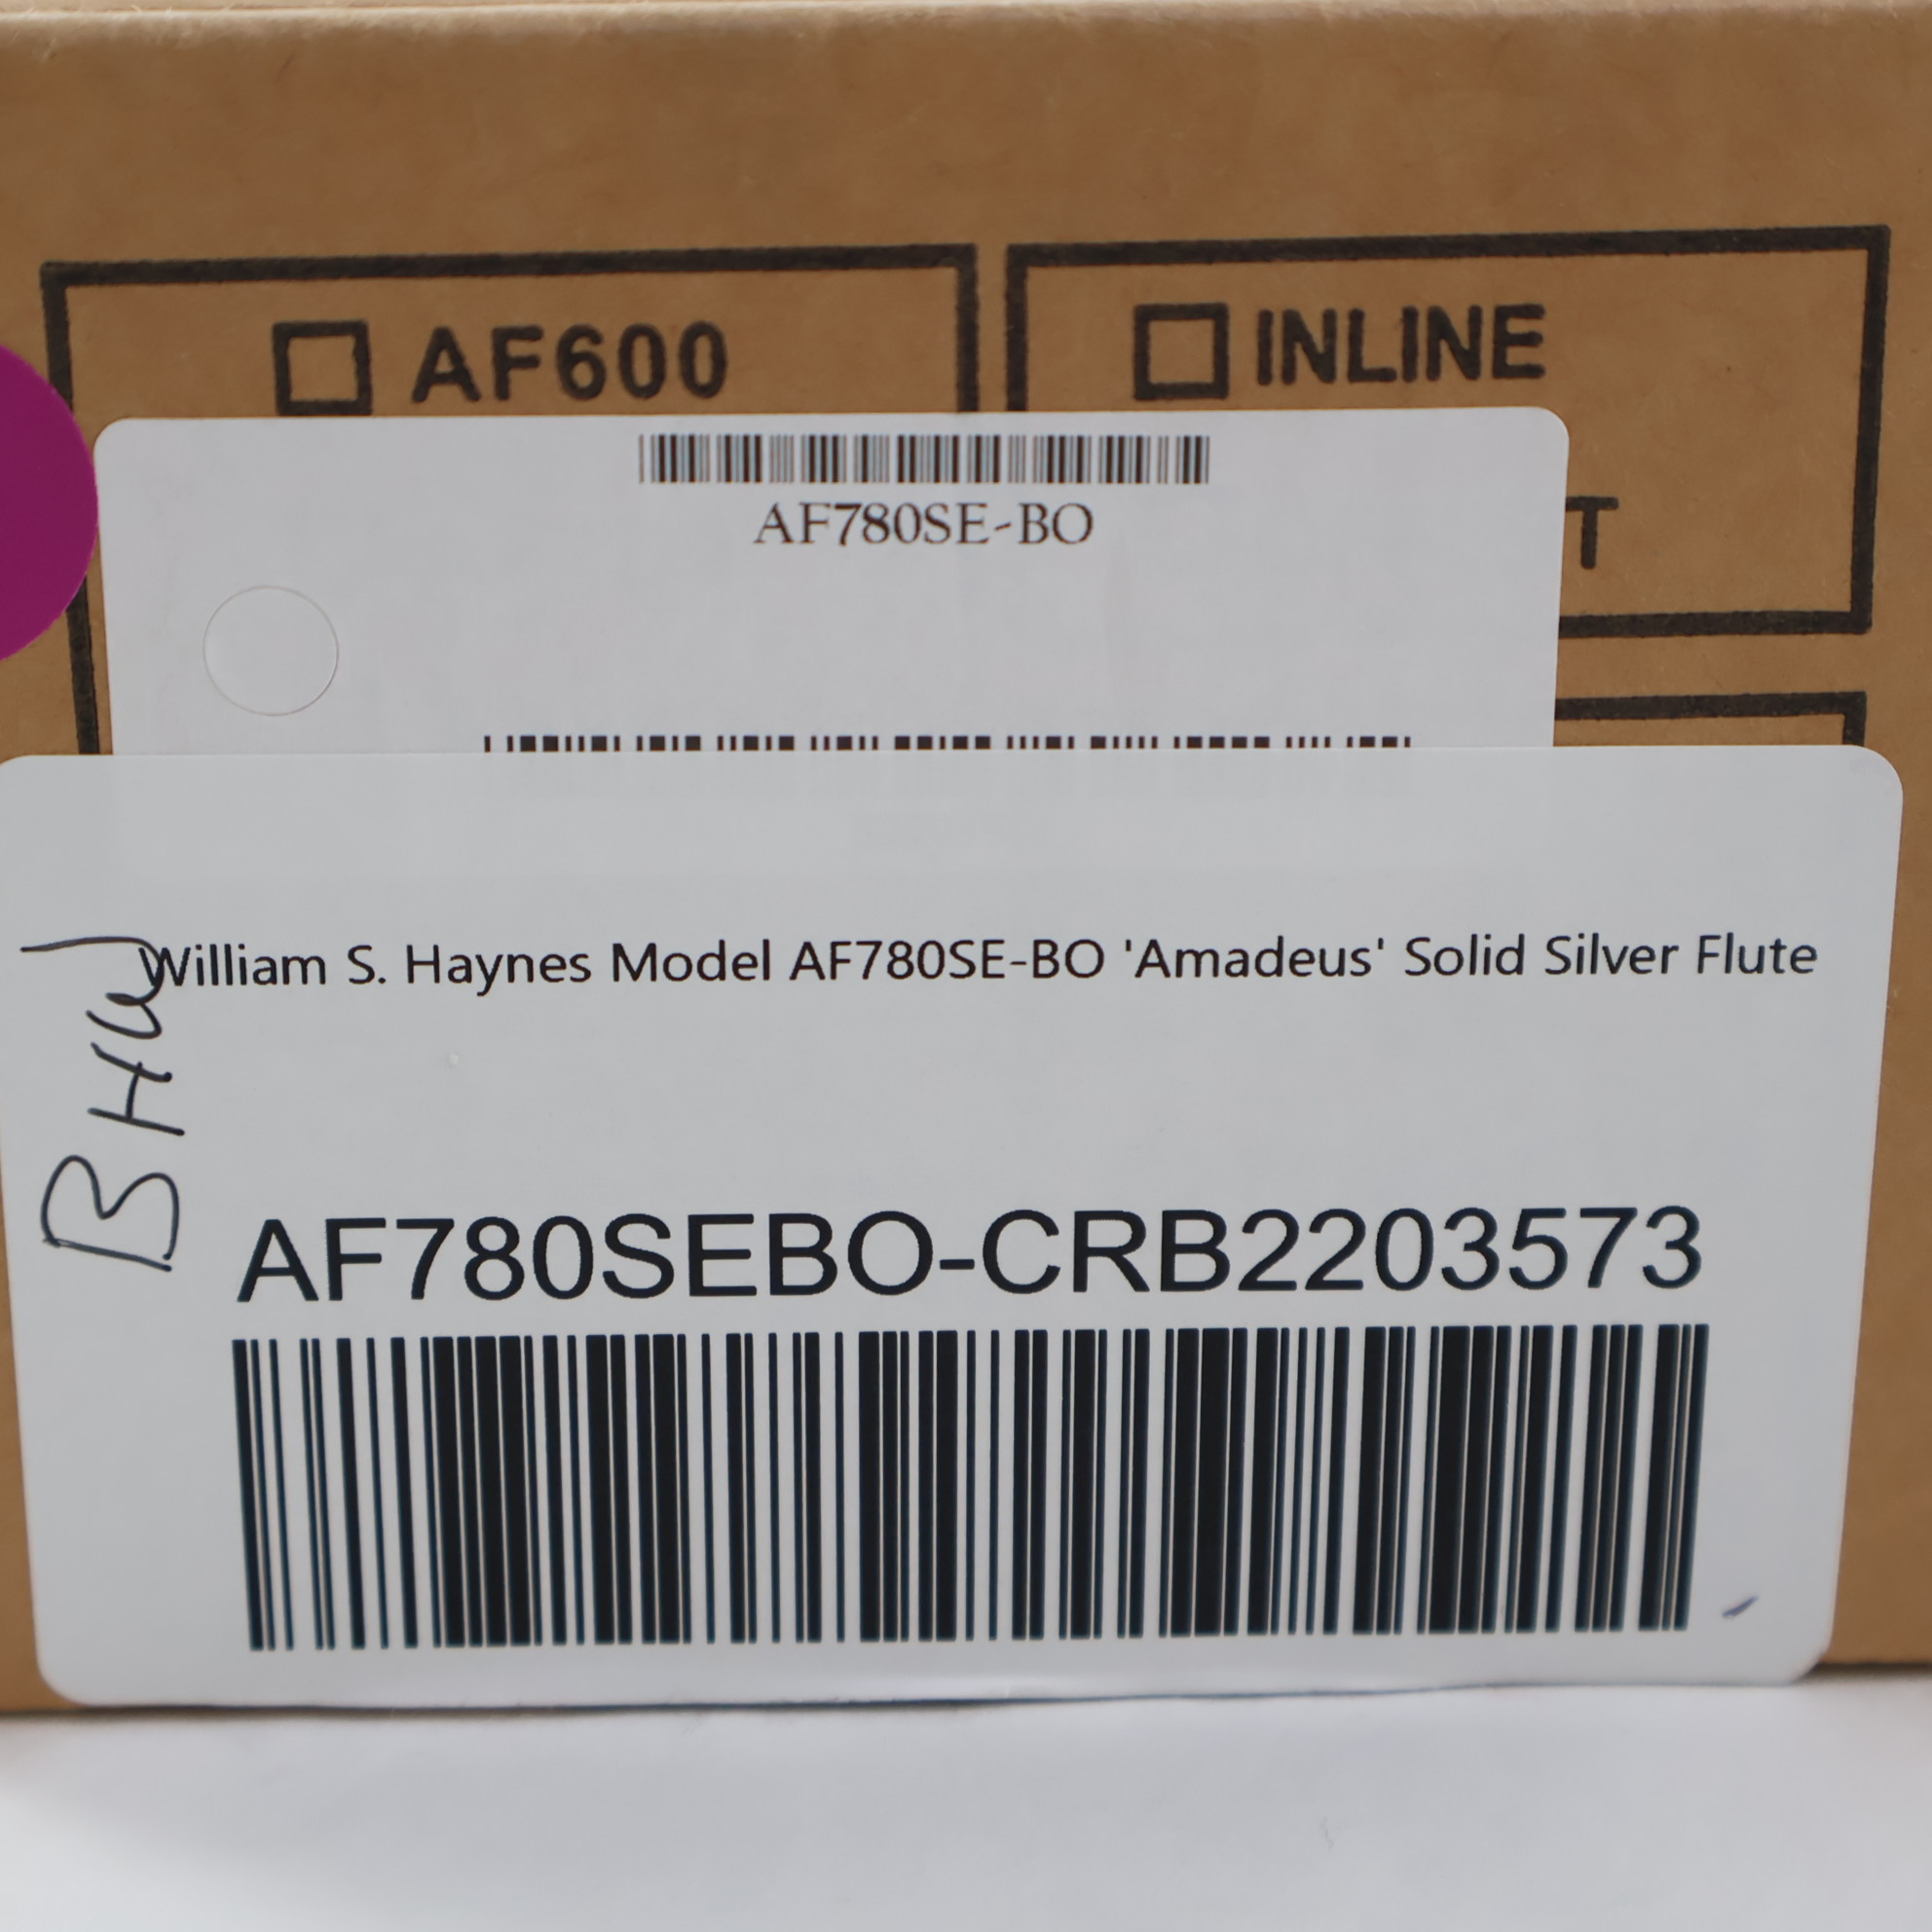 AF600
INLINE
AF780SE-BO
T
William S. Haynes Model AF780SE-BO 'Amadeus' Solid Silver Flute
BHW
AF780SEBO-CRB2203573